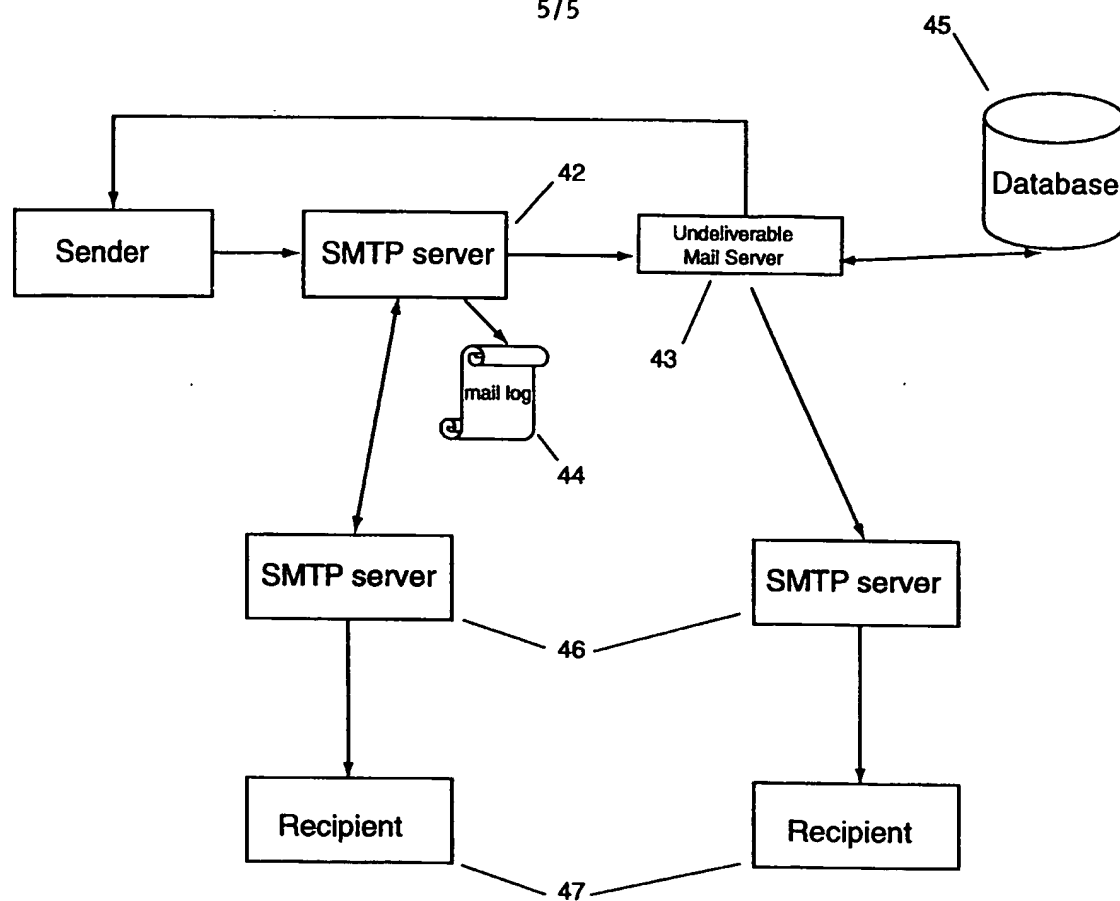 5/5
45
42
Database
Sender
SMTP server
Undeliverable
Mail Server
43
mail log
44
SMTP server
SMTP server
46
Recipient
Recipient
47